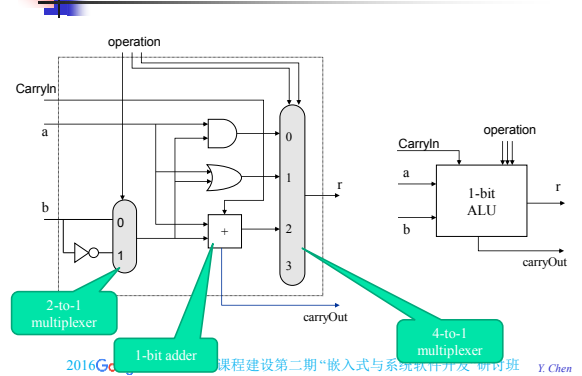 operation
CarryIn
a
0
1
r
b
0
1
+
2
3
carryOut
2-to-1
multiplexer
1-bit adder
4-to-1
multiplexer
operation
CarryIn
a
b
1-bit
ALU
r
carryOut
2016Go 课程建设第二期“嵌入式与系统软件开发”研讨班 Y. Chen